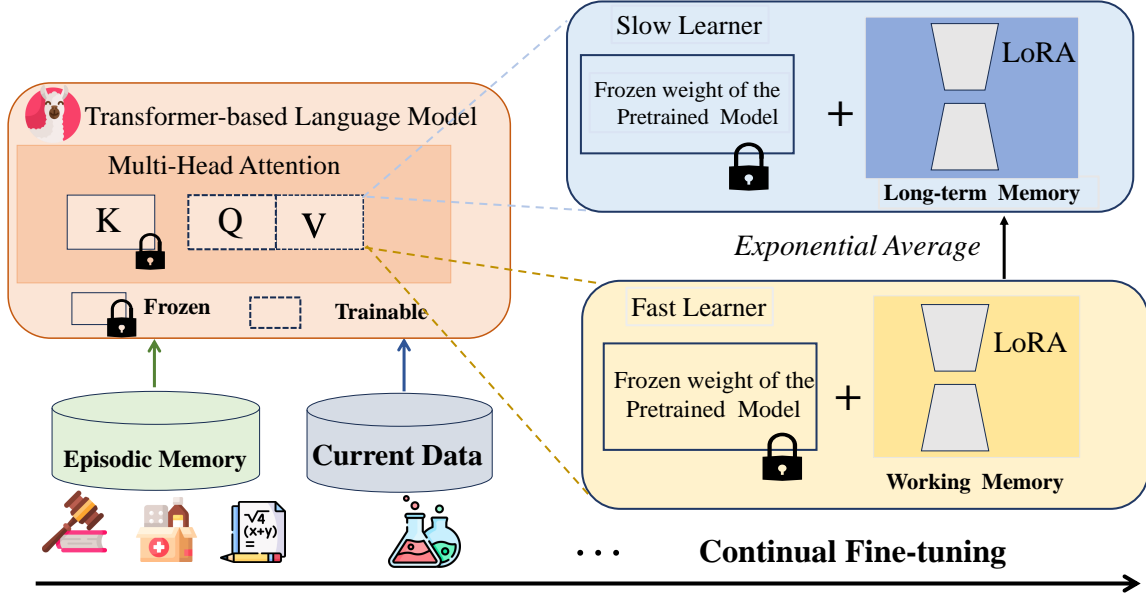 Transformer-based Language Model
Multi-Head Attention
K
Q
V
Frozen
Trainable
Episodic Memory
Current Data
√4
(x+y)
=
Slow Learner
Frozen weight of the
Pretrained Model
+
LoRA
Long-term Memory
Exponential Average
Fast Learner
Frozen weight of the
Pretrained Model
+
LoRA
Working Memory
...
Continual Fine-tuning